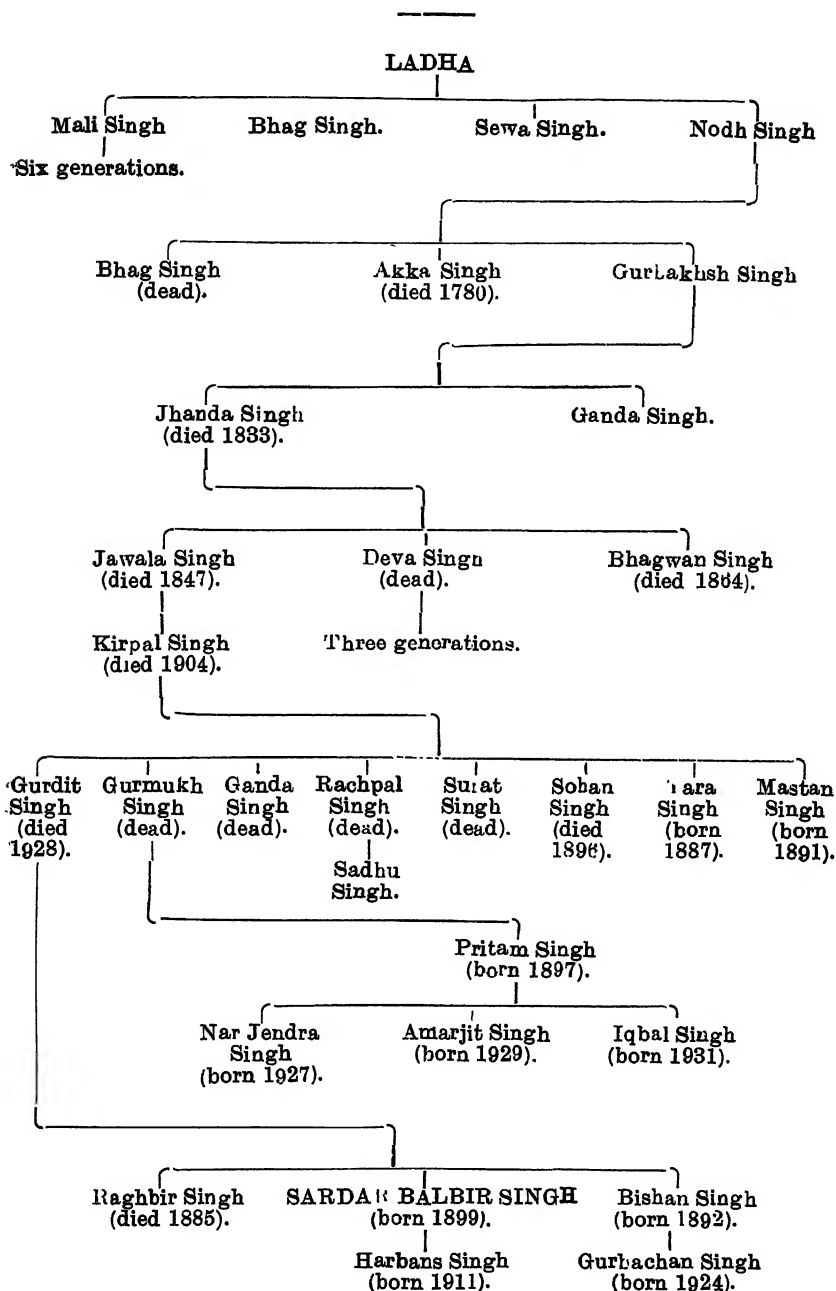 LADHA
Mali Singh Bhag Singh. Sewa Singh. Nodh Singh
Six generations.
Bhag Singh Akka Singh Gurbakhsh Singh
(dead). (died 1780).
Jhanda Singh Ganda Singh.
(died 1833).
Jawala Singh Deva Singh Bhagwan Singh
(died 1847). (dead). (died 1864).
Kirpal Singh Three generations.
(died 1904).
Gurdit Gurmukh Ganda Rachpal Surat Sohan Tara Mastan
Singh Singh Singh Singh Singh Singh Singh Singh
(died (dead). (dead). (dead). (dead). (died (born (born
1928). 1896). 1887). 1891).
Sadhu
Singh.
Pritam Singh
(born 1897).
Nar Jendra Amarjit Singh Iqbal Singh
Singh (born 1929). (born 1931).
(born 1927).
Raghbir Singh SARDAR BALBIR SINGH Bishan Singh
(died 1885). (born 1899). (born 1892).
Harbans Singh Gurbachan Singh
(born 1911). (born 1924).